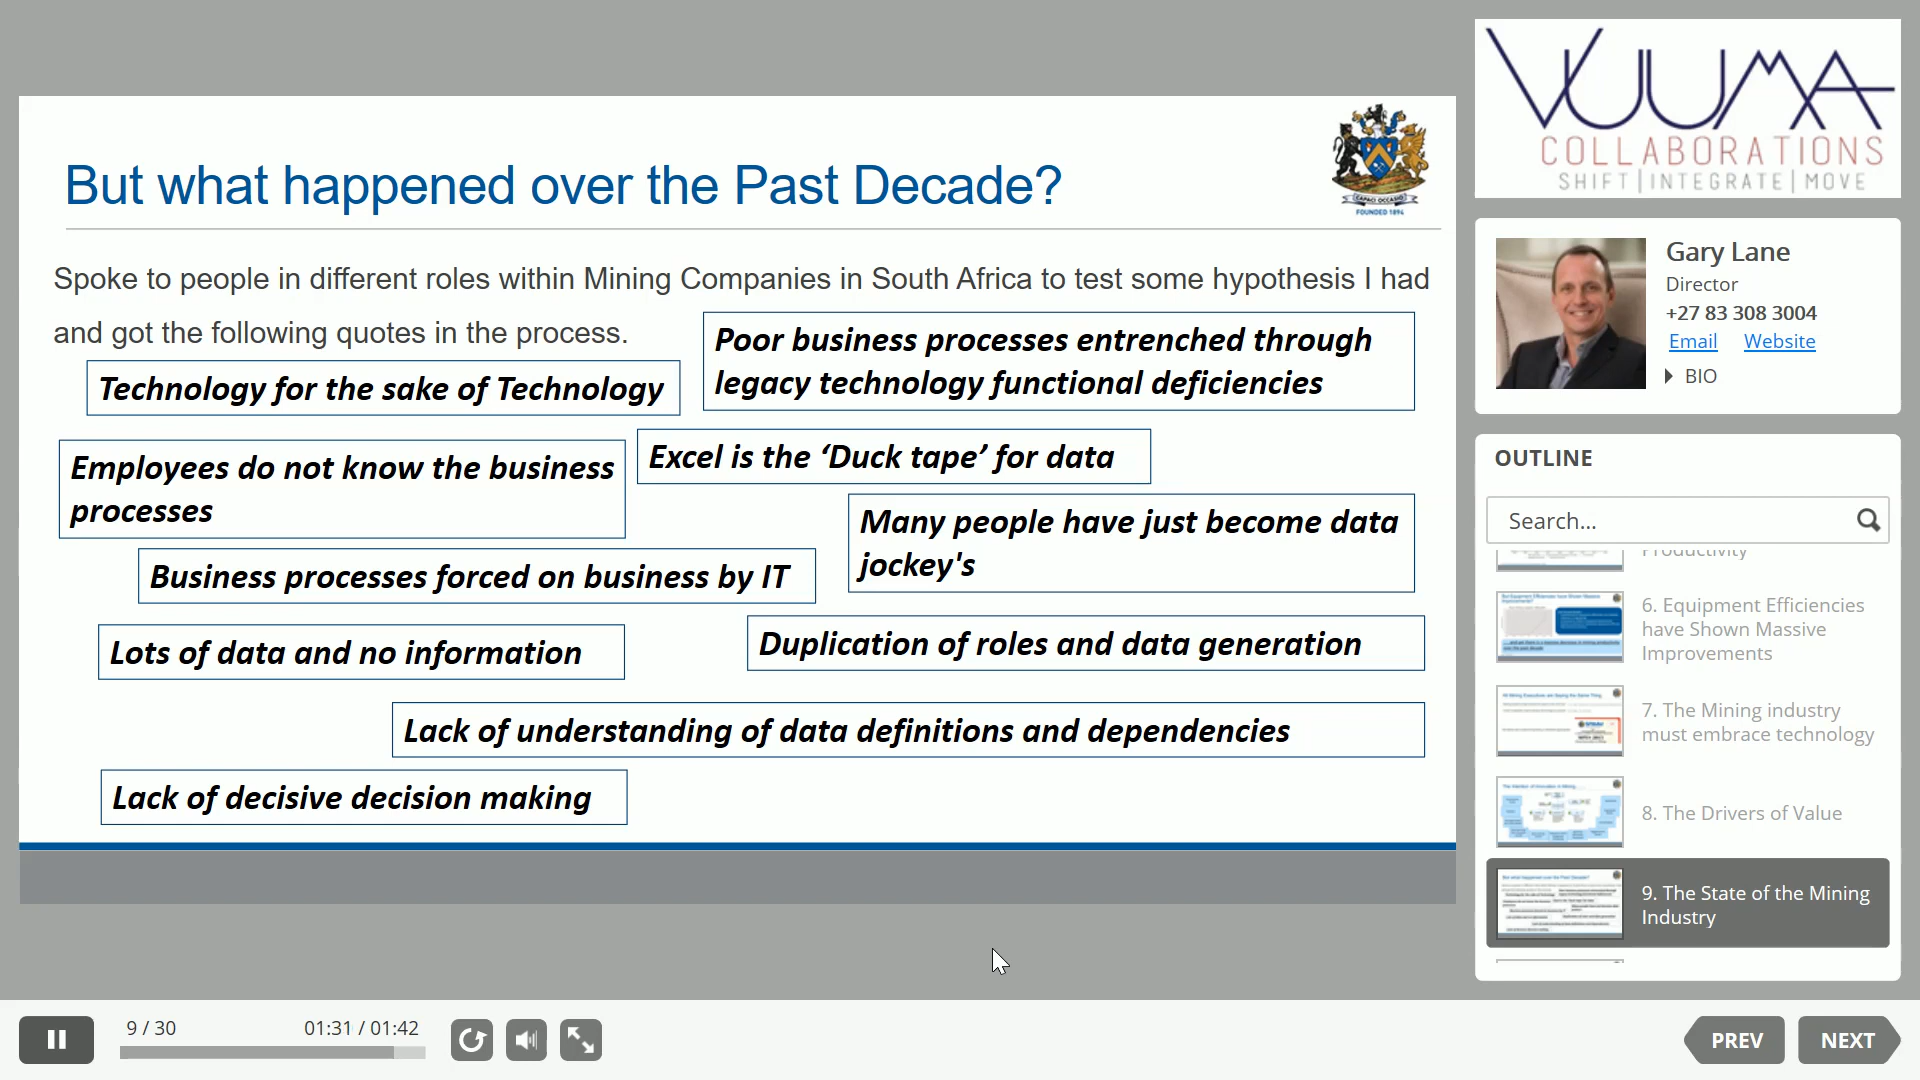 But what happened over the Past Decade?
CAPACI OCCASIO
FOUNDED 1894
Spoke to people in different roles within Mining Companies in South Africa to test some hypothesis I had
and got the following quotes in the process.
Poor business processes entrenched through
legacy technology functional deficiencies
Technology for the sake of Technology
Excel is the ‘Duck tape’ for data
Employees do not know the business
processes
Many people have just become data
jockey's
Business processes forced on business by IT
Lots of data and no information
Duplication of roles and data generation
Lack of understanding of data definitions and dependencies
Lack of decisive decision making
VUUMA
COLLABORATIONS
SHIFT|INTEGRATE|MOVE
Gary Lane
Director
+27 83 308 3004
Email Website
BIO
OUTLINE
Search...
Productivity
6. Equipment Efficiencies
have Shown Massive
Improvements
7. The Mining industry
must embrace technology
8. The Drivers of Value
9. The State of the Mining
Industry
9 / 30
01:31 / 01:42
PREV
NEXT